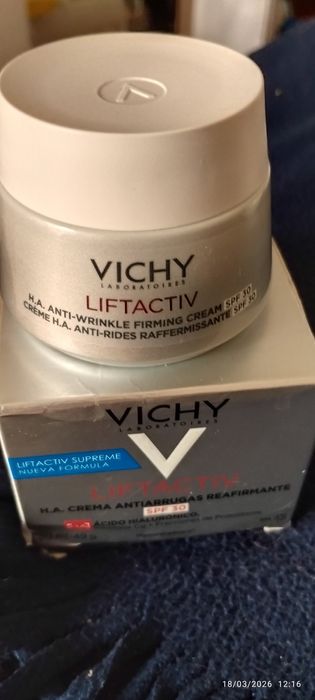 VICHY
LABORATOIRES
LIFTACTIV
H.A. ANTI-WRINKLE FIRMING CREAM SPF 30
CRÈME H.A. ANTI-RIDES RAFFERMISSANTE SPF 30
VICHY
LABORATOIRES
LIFTACTIV SUPREME
NUEVA FÓRMULA
LIFTACTIV
H.A. CREMA ANTIARRUGAS REAFIRMANTE
SPF 30
ÁCIDO HIALURÓNICO,
18/03/2026 12:16